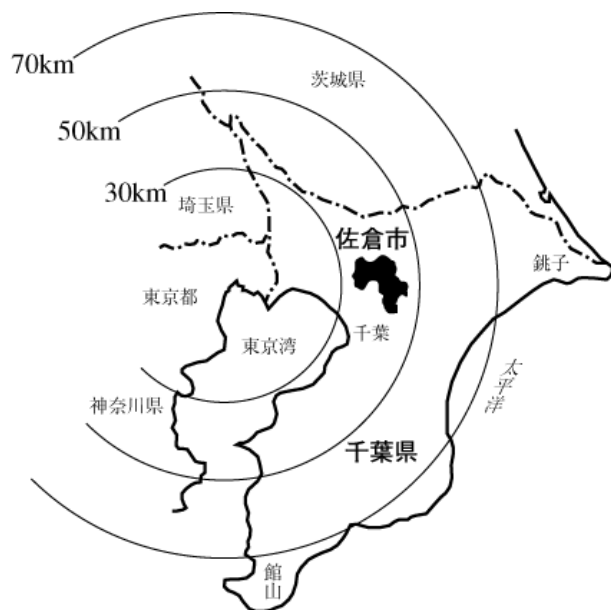 70km
茨城県
50km
30km
埼玉県
佐倉市
銚子
東京都
千葉
東京湾
太平洋
神奈川県
千葉県
館山